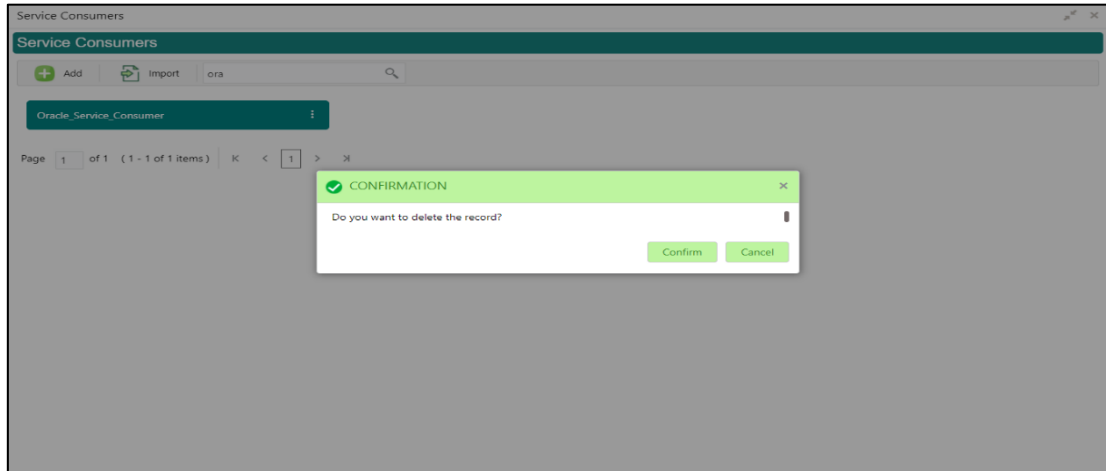 Service Consumers
Service Consumers
Add Import ora
Oracle_Service_Consumer
Page 1 of 1 (1 - 1 of 1 items) K < 1 > >|
CONFIRMATION
Do you want to delete the record?
Confirm Cancel